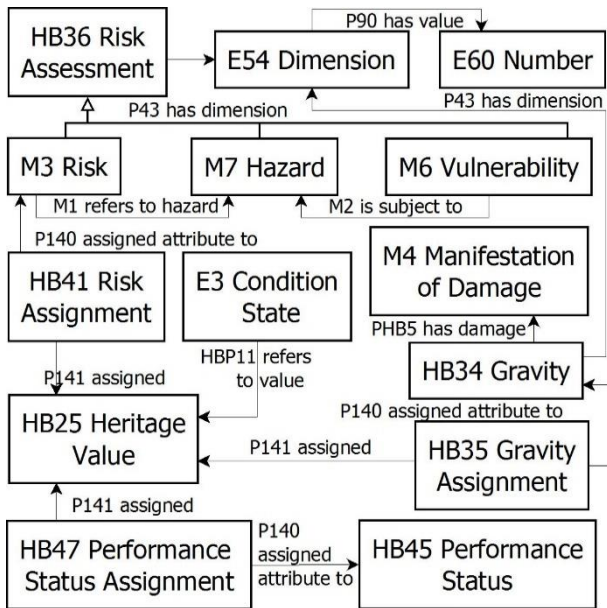 HB36 Risk
Assessment
P90 has value
E54 Dimension
E60 Number
P43 has dimension
P43 has dimension
M3 Risk
M7 Hazard
M6 Vulnerability
M1 refers to hazard
M2 is subject to
P140 assigned attribute to
HB41 Risk
Assignment
E3 Condition
State
M4 Manifestation
of Damage
PHB5 has damage
HBP11 refers
to value
HB34 Gravity
P141 assigned
P140 assigned attribute to
HB25 Heritage
Value
P141 assigned
HB35 Gravity
Assignment
P141 assigned
HB47 Performance
Status Assignment
P140
assigned
attribute to
HB45 Performance
Status